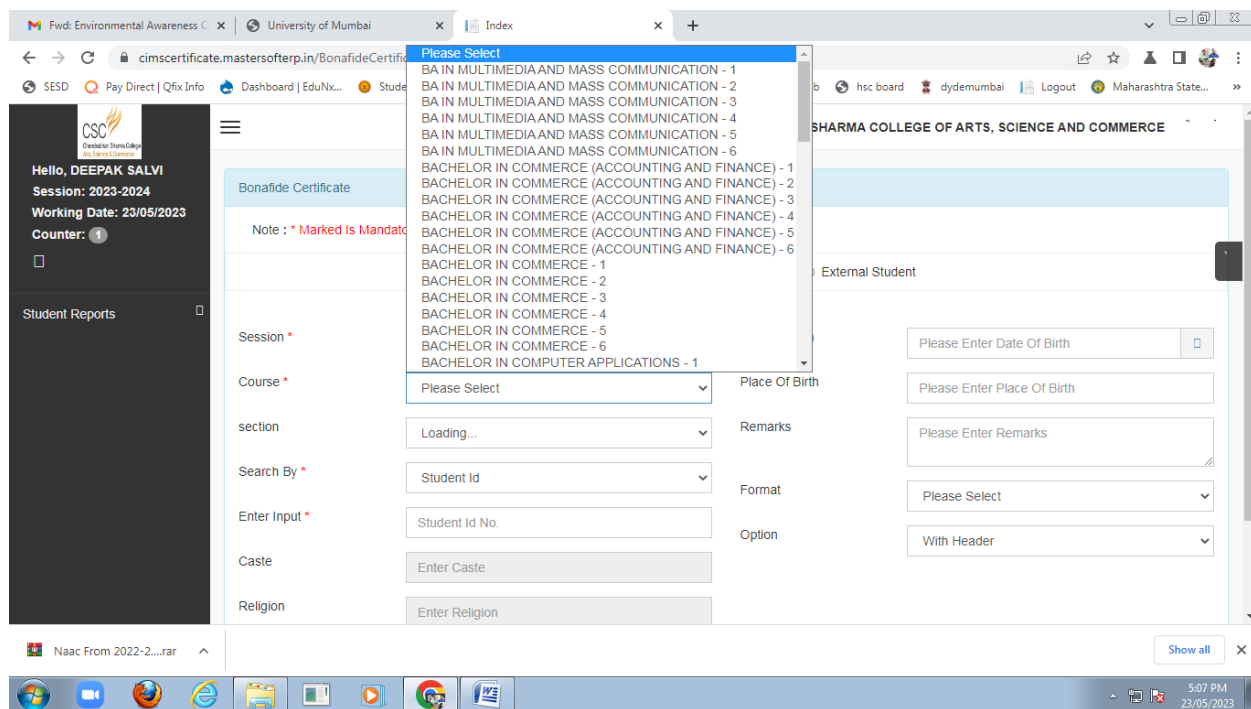 Fwd: Environmental Awareness C
University of Mumbai
Index
cimscertificate.mastersofterp.in/BonafideCertific
SESD
Pay Direct | Qfix Info
Dashboard | EduNx...
Stude
b
hsc board
dydemumbai
Logout
Maharashtra State...
»
CSC
Chandrabhan Sharma College
Arts, Science & Commerce
SHARMA COLLEGE OF ARTS, SCIENCE AND COMMERCE
Hello, DEEPAK SALVI
Session: 2023-2024
Working Date: 23/05/2023
Counter: 1
Student Reports
Bonafide Certificate
Note : * Marked Is Mandato
External Student
Please Select
BA IN MULTIMEDIA AND MASS COMMUNICATION - 1
BA IN MULTIMEDIA AND MASS COMMUNICATION - 2
BA IN MULTIMEDIA AND MASS COMMUNICATION - 3
BA IN MULTIMEDIA AND MASS COMMUNICATION - 4
BA IN MULTIMEDIA AND MASS COMMUNICATION - 5
BA IN MULTIMEDIA AND MASS COMMUNICATION - 6
BACHELOR IN COMMERCE (ACCOUNTING AND FINANCE) - 1
BACHELOR IN COMMERCE (ACCOUNTING AND FINANCE) - 2
BACHELOR IN COMMERCE (ACCOUNTING AND FINANCE) - 3
BACHELOR IN COMMERCE (ACCOUNTING AND FINANCE) - 4
BACHELOR IN COMMERCE (ACCOUNTING AND FINANCE) - 5
BACHELOR IN COMMERCE (ACCOUNTING AND FINANCE) - 6
BACHELOR IN COMMERCE - 1
BACHELOR IN COMMERCE - 2
BACHELOR IN COMMERCE - 3
BACHELOR IN COMMERCE - 4
BACHELOR IN COMMERCE - 5
BACHELOR IN COMMERCE - 6
BACHELOR IN COMPUTER APPLICATIONS - 1
Session *
Course *
Please Select
section
Loading...
Search By *
Student Id
Enter Input *
Student Id No.
Caste
Enter Caste
Religion
Enter Religion
Please Enter Date Of Birth
Place Of Birth
Please Enter Place Of Birth
Remarks
Please Enter Remarks
Format
Please Select
Option
With Header
Naac From 2022-2....rar
Show all
5:07 PM
23/05/2023